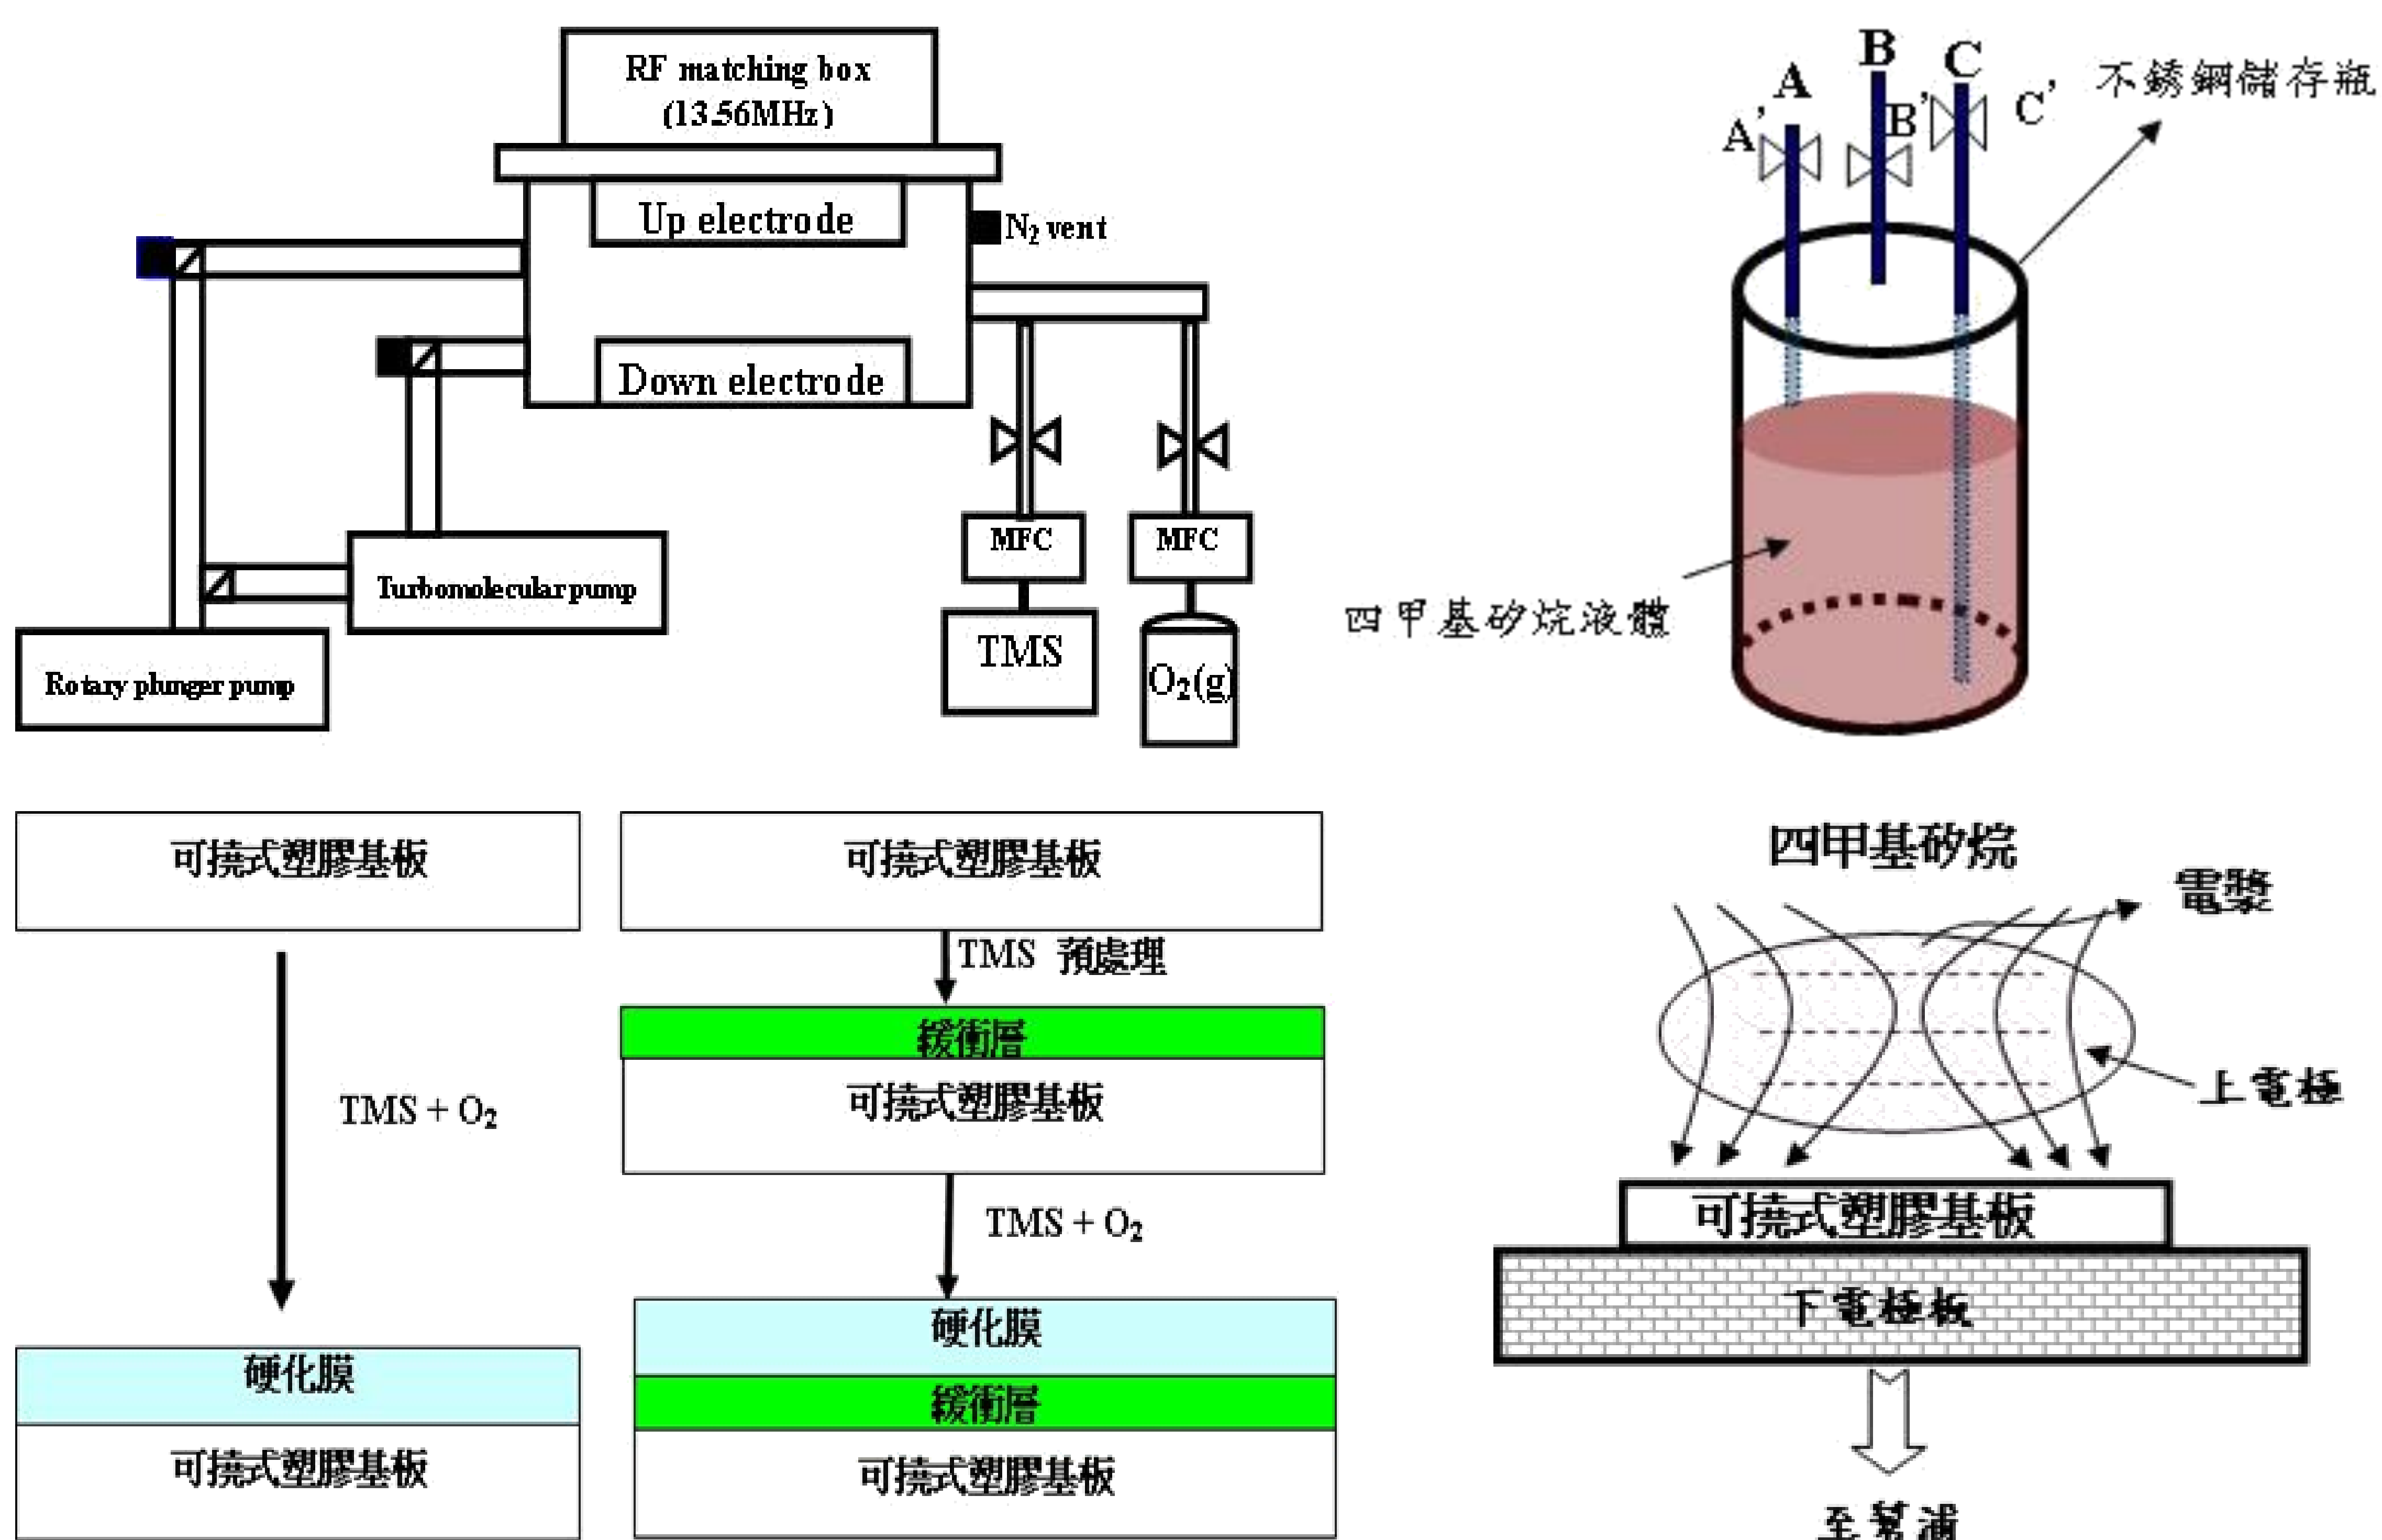 RF matching box
(13.56MHz)
Up electrode
N₂ vent
Down electrode
MFC
MFC
Turbomolecular pump
TMS
O₂(g)
Rotary plunger pump
A
B
C
A’
B’
C’
不銹鋼儲存瓶
四甲基矽烷液體
可撓式塑膠基板
TMS + O₂
硬化膜
可撓式塑膠基板
可撓式塑膠基板
TMS 預處理
緩衝層
可撓式塑膠基板
TMS + O₂
硬化膜
緩衝層
可撓式塑膠基板
四甲基矽烷
電漿
上電極
可撓式塑膠基板
下電極板
至幫浦